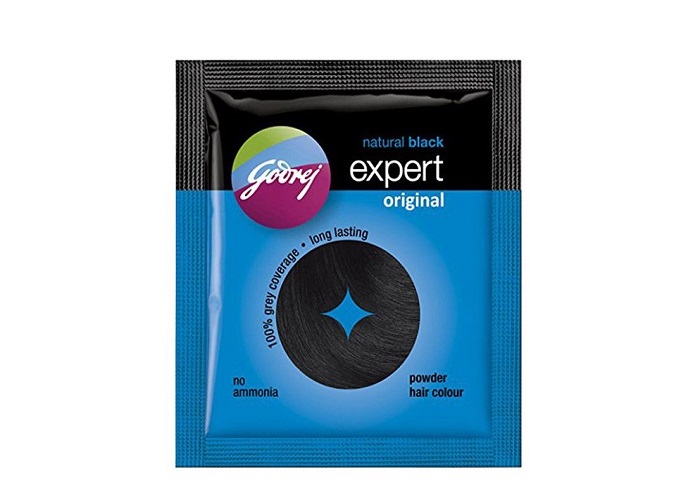 natural black
Godrej
expert
original
100% grey coverage • long lasting
no
ammonia
powder
hair colour